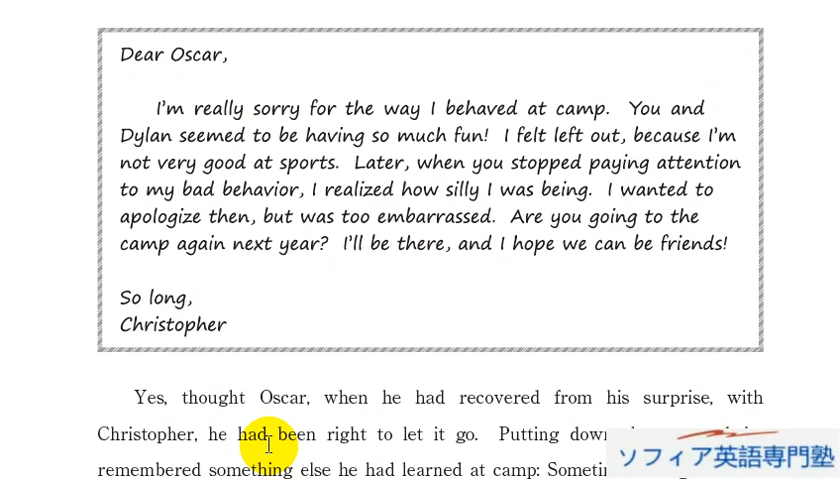 Dear Oscar,
I'm really sorry for the way I behaved at camp. You and
Dylan seemed to be having so much fun! I felt left out, because I'm
not very good at sports. Later, when you stopped paying attention
to my bad behavior, I realized how silly I was being. I wanted to
apologize then, but was too embarrassed. Are you going to the
camp again next year? I'll be there, and I hope we can be friends!
So long,
Christopher
Yes, thought Oscar, when he had recovered from his surprise, with
Christopher, he had been right to let it go. Putting down
remembered something else he had learned at camp:
ソフィア英語専門塾